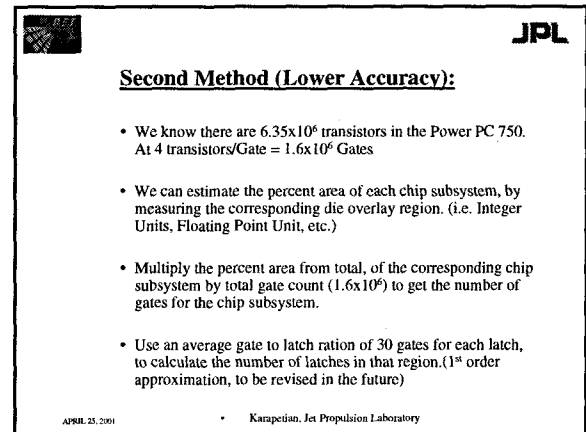 JPL
Second Method (Lower Accuracy):
• We know there are 6.35x10⁶ transistors in the Power PC 750.
At 4 transistors/Gate = 1.6x10⁶ Gates
• We can estimate the percent area of each chip subsystem, by
measuring the corresponding die overlay region. (i.e. Integer
Units, Floating Point Unit, etc.)
• Multiply the percent area from total, of the corresponding chip
subsystem by total gate count (1.6x10⁶) to get the number of
gates for the chip subsystem.
• Use an average gate to latch ration of 30 gates for each latch,
to calculate the number of latches in that region.(1ˢᵗ order
approximation, to be revised in the future)
APRIL 25, 2001 • Karapetian, Jet Propulsion Laboratory